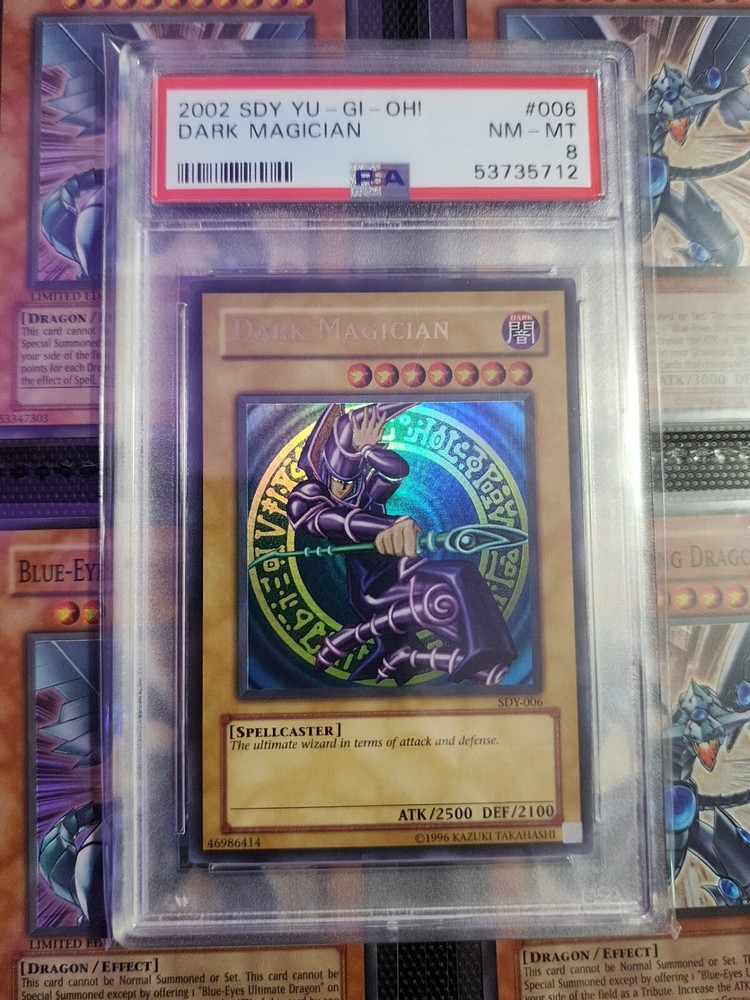 2002 SDY YU-GI-OH! #006
DARK MAGICIAN NM-MT
8
PSA 53735712
DARK MAGICIAN
DARK
闇
SDY-006
[SPELLCASTER]
The ultimate wizard in terms of attack and defense.
ATK/2500 DEF/2100
46986414 ©1996 KAZUKI TAKAHASHI
LIMITED ED
[DRAGON /
This card cannot
Special Summoned
your side of the
points for each
the effect of Spell
53347303
ATK/3000
BLUE-EYE
NG DRAGO
LIMITED ED
[DRAGON/EFFECT]
This card cannot be Normal Summoned or Set. This card cannot be
Special Summoned except by offering 1 "Blue-Eyes Ultimate Dragon" on
[DRAGON/EFFECT]
This card cannot be Normal Summoned or Set.
Special Summoned except by offering 1 "Blue-Eyes
your side of the field as a Tribute. Increase the ATK